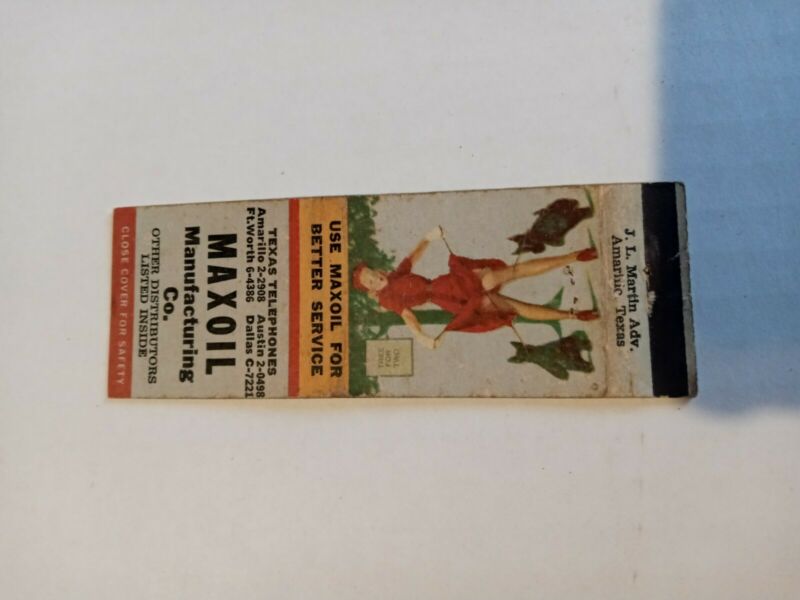 J. L. Martin Adv.
Amarillo, Texas
USE MAXOIL FOR
BETTER SERVICE
TEXAS TELEPHONES
Amarillo 2-2908 Austin 2-0498
Ft.Worth 6-4386 Dallas C-7221
MAXOIL
Manufacturing
Co.
OTHER DISTRIBUTORS
LISTED INSIDE
CLOSE COVER FOR SAFETY